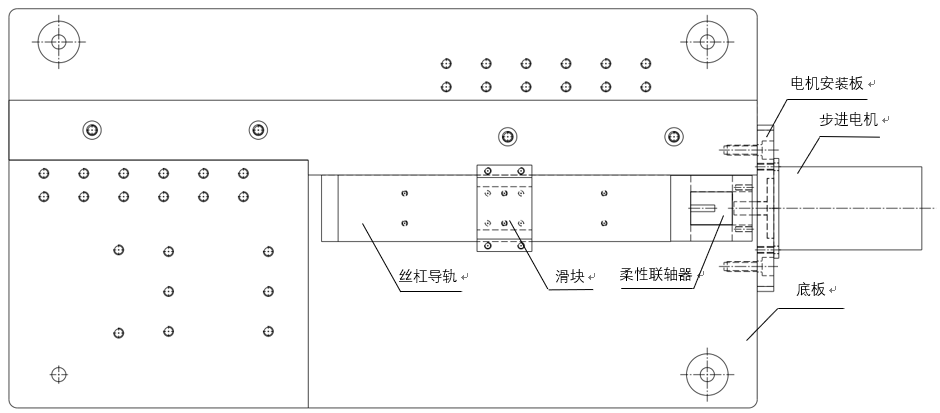 电机安装板
步进电机
丝杠导轨
滑块
柔性联轴器
底板